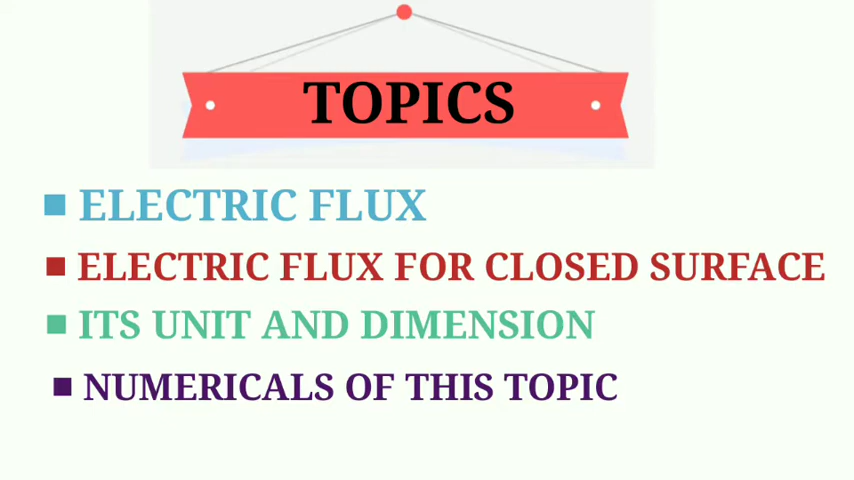 TOPICS
ELECTRIC FLUX
ELECTRIC FLUX FOR CLOSED SURFACE
ITS UNIT AND DIMENSION
NUMERICALS OF THIS TOPIC